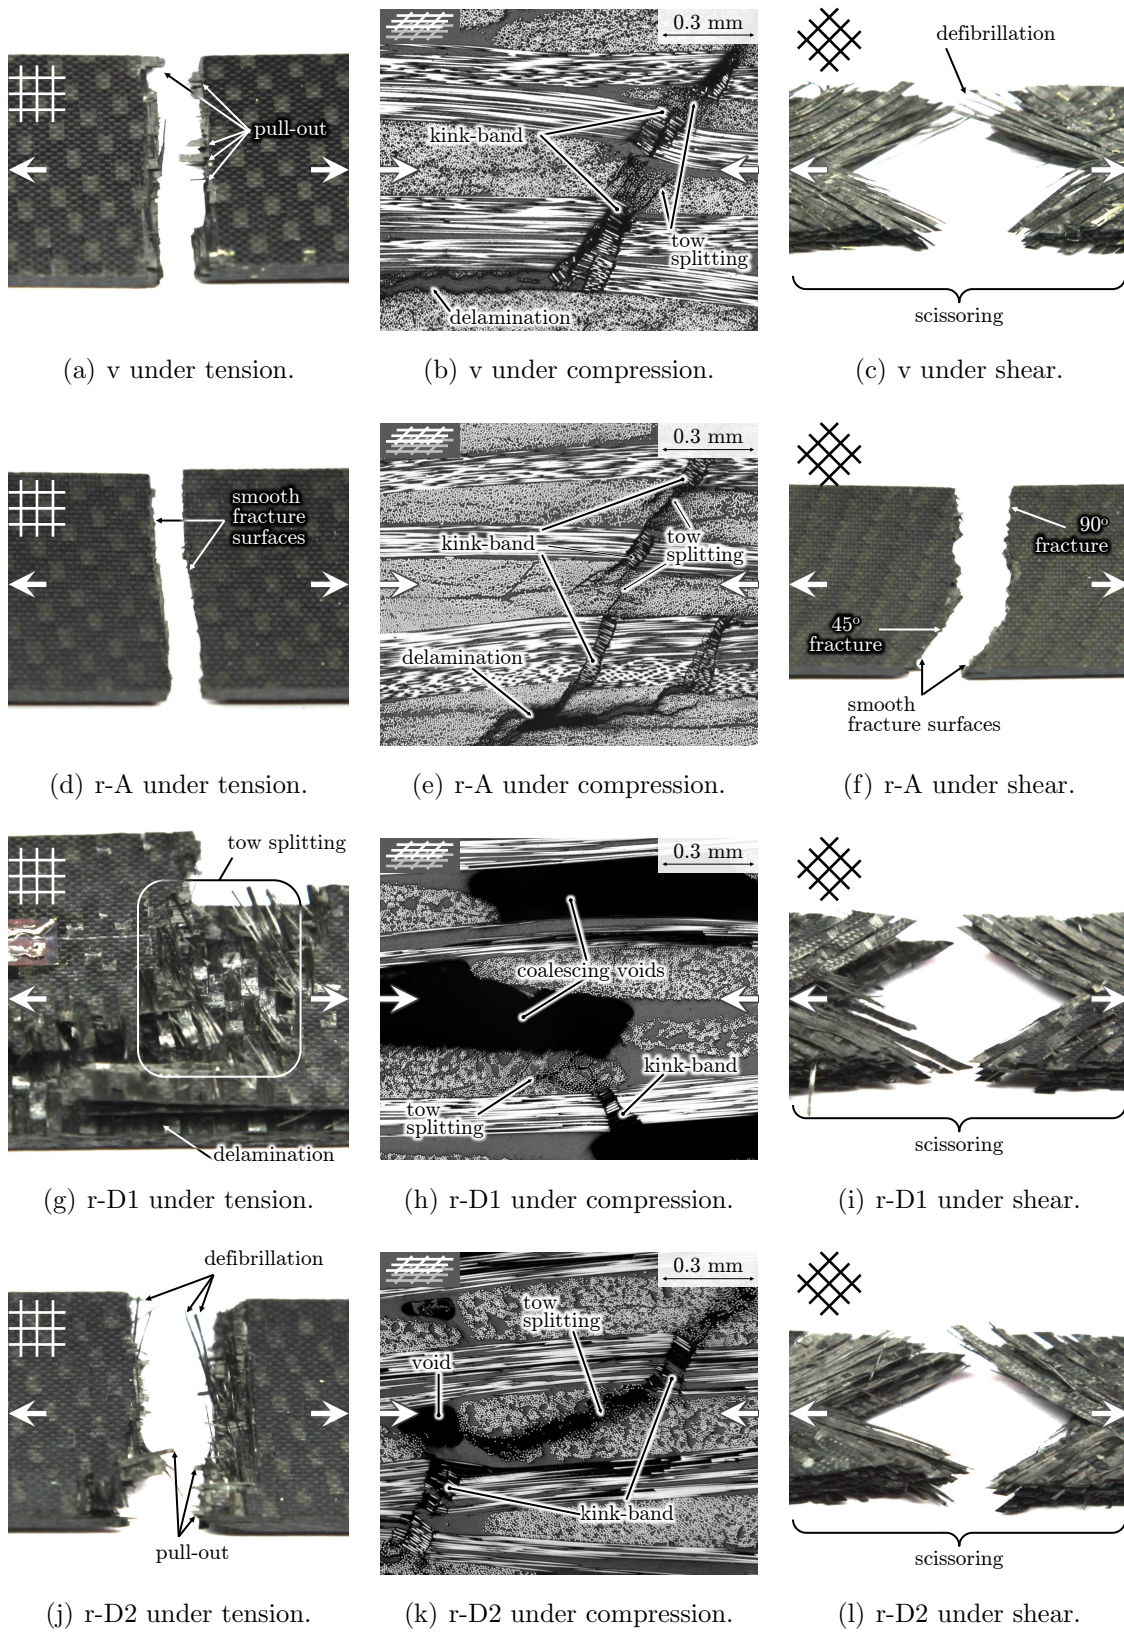 pull-out
0.3 mm
kink-band
tow
splitting
delamination
defibrillation
scissoring
(a) v under tension.
(b) v under compression.
(c) v under shear.
smooth
fracture
surfaces
0.3 mm
kink-band
tow
splitting
delamination
90°
fracture
45°
fracture
smooth
fracture surfaces
(d) r-A under tension.
(e) r-A under compression.
(f) r-A under shear.
tow splitting
delamination
0.3 mm
coalescing voids
kink-band
tow
splitting
scissoring
(g) r-D1 under tension.
(h) r-D1 under compression.
(i) r-D1 under shear.
defibrillation
pull-out
0.3 mm
tow
splitting
void
kink-band
scissoring
(j) r-D2 under tension.
(k) r-D2 under compression.
(l) r-D2 under shear.